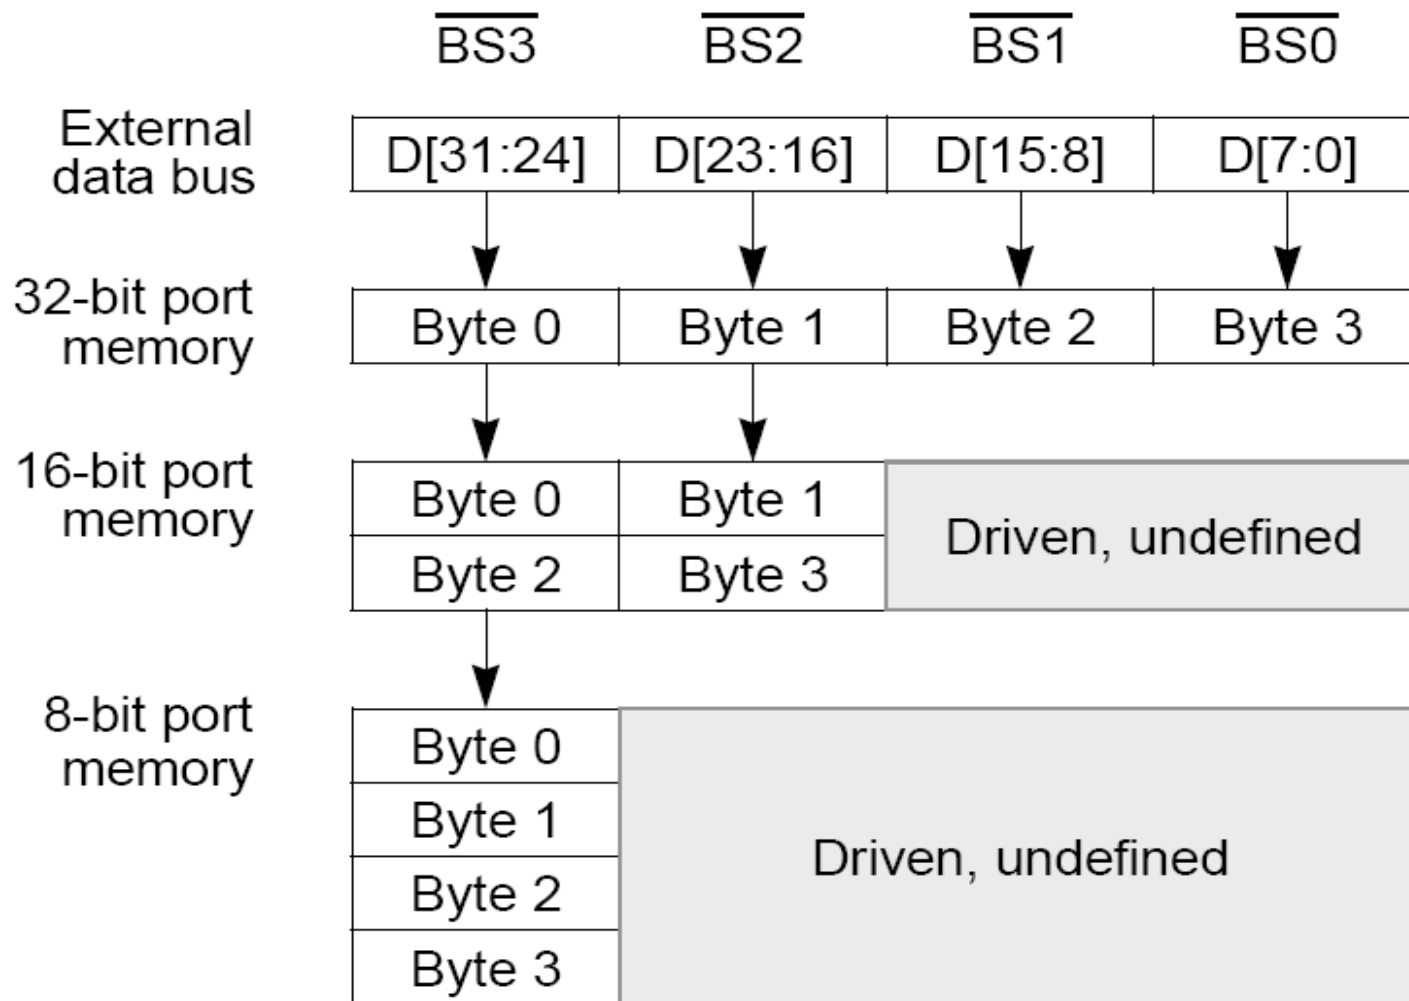 BS3 BS2 BS1 BS0
External
data bus
D[31:24] D[23:16] D[15:8] D[7:0]
32-bit port
memory
Byte 0 Byte 1 Byte 2 Byte 3
16-bit port
memory
Byte 0 Byte 1
Byte 2 Byte 3
Driven, undefined
8-bit port
memory
Byte 0
Byte 1
Byte 2
Byte 3
Driven, undefined